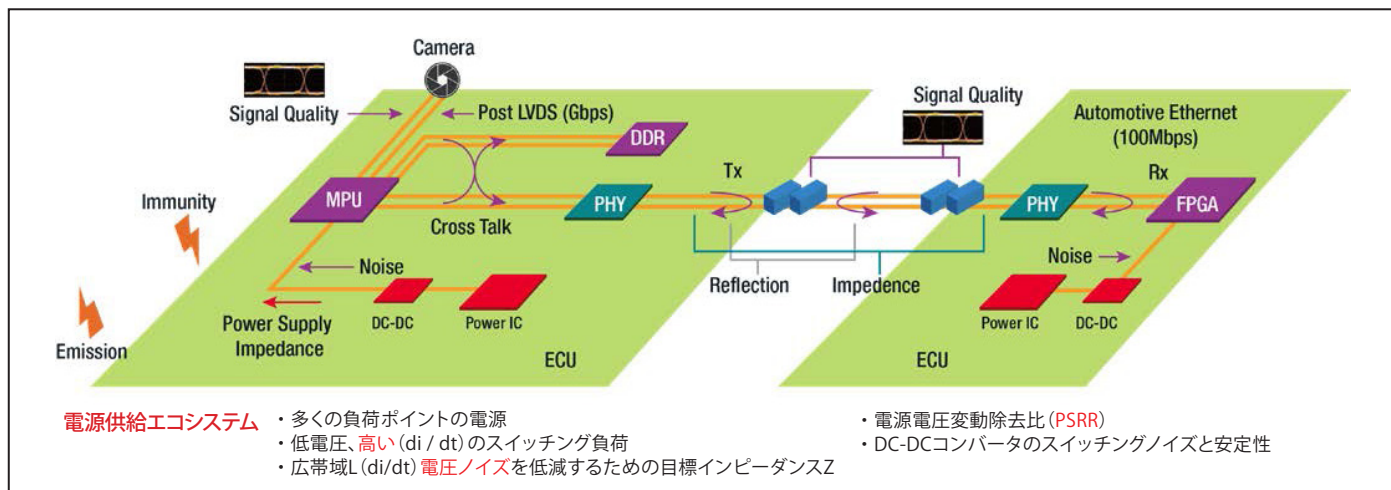 Camera
Signal Quality
Post LVDS (Gbps)
DDR
MPU
Cross Talk
PHY
Immunity
Noise
Power Supply
Impedance
DC-DC
Power IC
Emission
ECU
Tx
Signal Quality
Reflection
Impedence
Automotive Ethernet
(100Mbps)
Rx
PHY
FPGA
Noise
Power IC
DC-DC
ECU
電源供給エコシステム
・多くの負荷ポイントの電源
・低電圧、高い(di / dt)のスイッチング負荷
・広帯域L(di/dt)電圧ノイズを低減するための目標インピーダンスZ
・電源電圧変動除去比(PSRR)
・DC-DCコンバータのスイッチングノイズと安定性